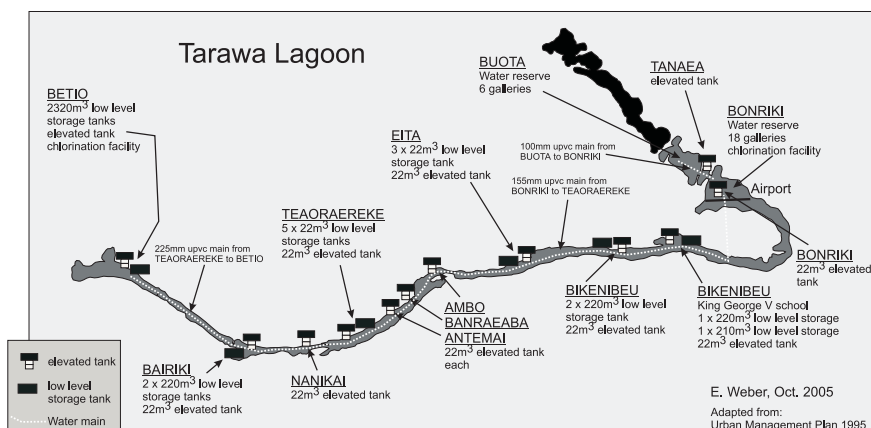 Tarawa Lagoon
BETIO
2320m³ low level
storage tanks
elevated tank
chlorination facility
BUOTA
Water reserve
6 galleries
TANAEA
elevated tank
BONRIKI
Water reserve
18 galleries
chlorination facility
Airport
EITA
3 x 22m³ low level
storage tank
22m³ elevated tank
100mm upvc main from
BUOTA to BONRIKI
155mm upvc main from
BONRIKI to TEAORAEREKE
TEAORAEREKE
5 x 22m³ low level
storage tanks
22m³ elevated tank
225mm upvc main from
TEAORAEREKE to BETIO
BONRIKI
22m³ elevated
tank
BIKENIBEU
King George V school
1 x 220m³ low level storage
1 x 210m³ low level storage
22m³ elevated tank
BIKENIBEU
2 x 220m³ low level
storage tank
22m³ elevated tank
AMBO
BANRAEABA
ANTEMAI
22m³ elevated tank
each
NANIKAI
22m³ elevated tank
BAIRIKI
2 x 220m³ low level
storage tanks
22m³ elevated tank
elevated tank
low level
storage tank
Water main
E. Weber, Oct. 2005
Adapted from:
Urban Management Plan 1995